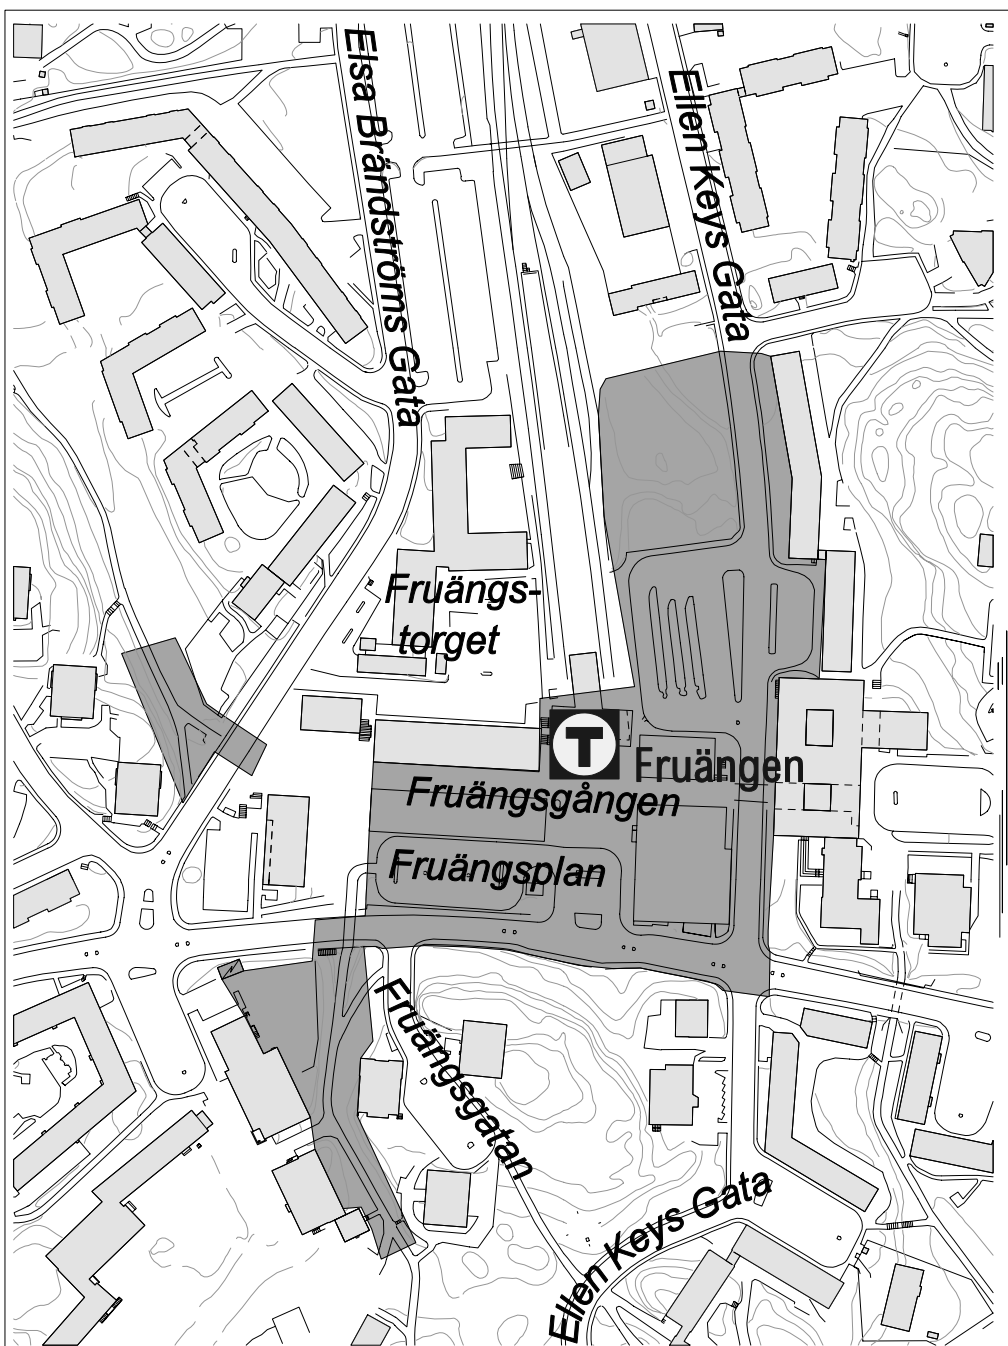 Elsa Brändströms Gata
Ellen Keys Gata
Fruängs-
torget
T
Fruängen
Fruängsgången
Fruängsplan
Fruängsgatan
Ellen Keys Gata